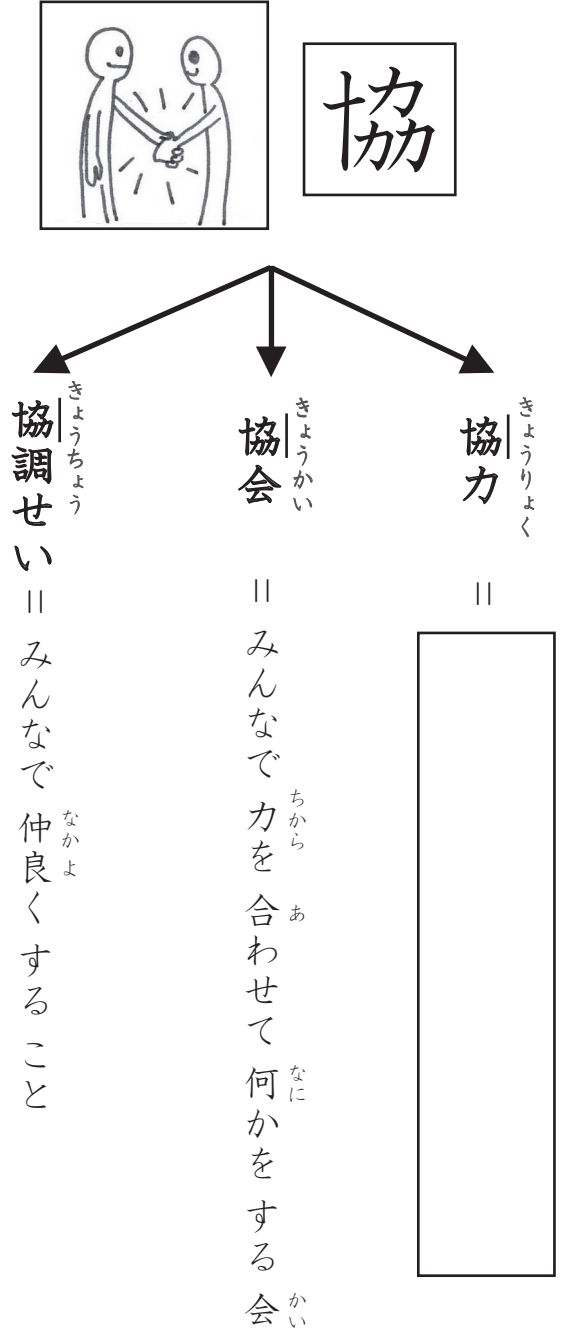 協
きょうりょく
協力 =
きょうかい
協会 = みんなで 力を 合わせて 何かを する 会
ちから あ なに かい
きょうちょう
協調せい = みんなで 仲良く する こと
なか よ